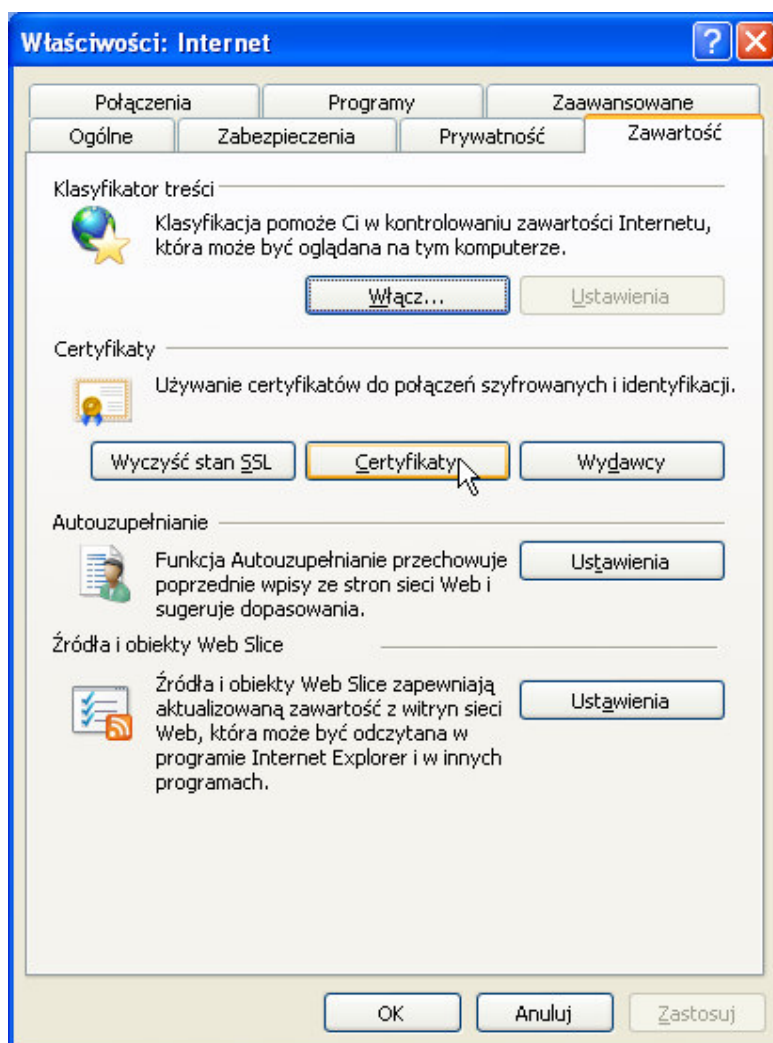 Właściwości: Internet
Połączenia Programy Zaawansowane
Ogólne Zabezpieczenia Prywatność Zawartość
Klasyfikator treści
Klasyfikacja pomoże Ci w kontrolowaniu zawartości Internetu,
która może być oglądana na tym komputerze.
Włącz... Ustawienia
Certyfikaty
Używanie certyfikatów do połączeń szyfrowanych i identyfikacji.
Wyczyść stan SSL Certyfikaty Wydawcy
Autouzupełnianie
Funkcja Autouzupełnianie przechowuje
poprzednie wpisy ze stron sieci Web i
sugeruje dopasowania.
Ustawienia
Źródła i obiekty Web Slice
Źródła i obiekty Web Slice zapewniają
aktualizowaną zawartość z witryn sieci
Web, która może być odczytana w
programie Internet Explorer i w innych
programach.
Ustawienia
OK Anuluj Zastosuj